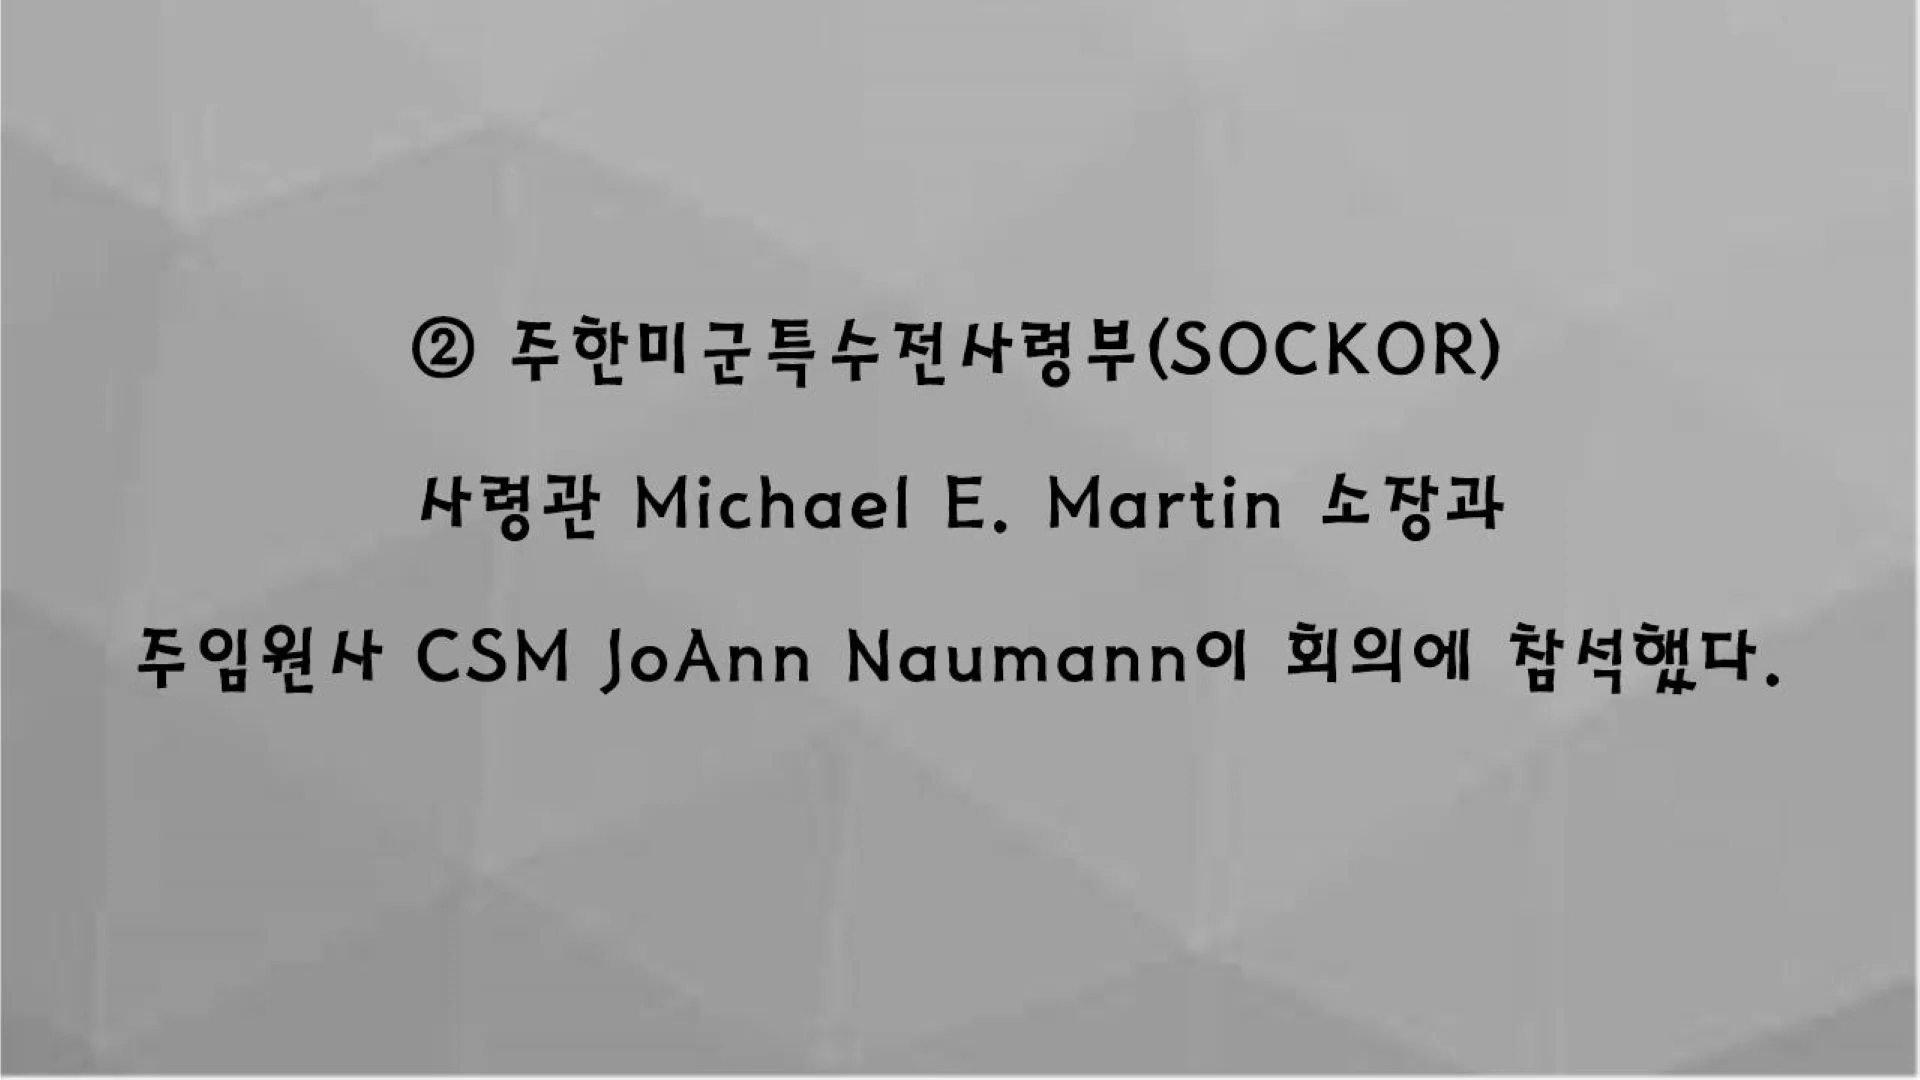 ② 주한미군특수전사령부(SOCKOR)
사령관 Michael E. Martin 소장과
주임원사 CSM JoAnn Naumann이 회의에 참석했다.